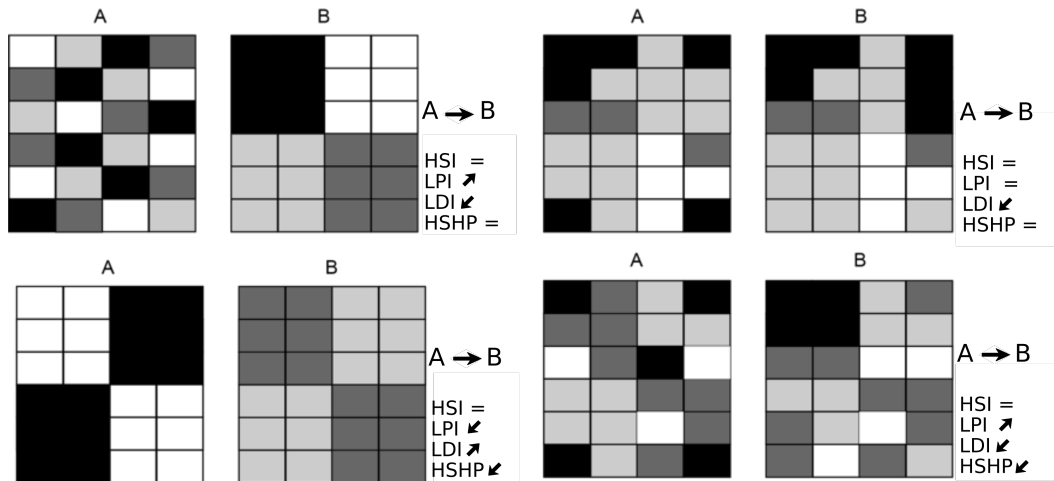 A B
A → B
HSI =
LPI ↗
LDI ↙
HSHP =
A B
A → B
HSI =
LPI =
LDI ↙
HSHP =
A B
A → B
HSI =
LPI ↙
LDI ↗
HSHP ↙
A B
A → B
HSI =
LPI ↗
LDI ↙
HSHP ↙